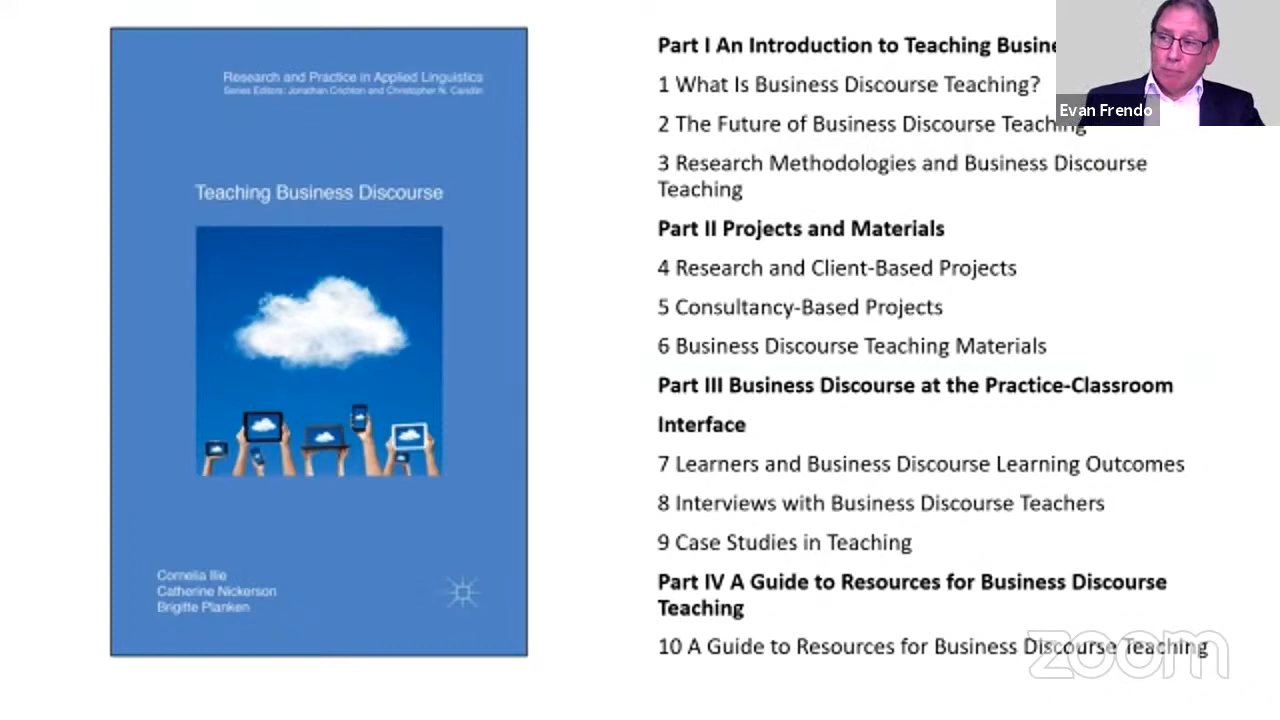 Research and Practice in Applied Linguistics
Series Editors: Jonathan Crichton and Christopher N. Candlin
Teaching Business Discourse
Cornelia Ilie
Catherine Nickerson
Brigitte Planken
Part I An Introduction to Teaching
1 What Is Business Discourse Teaching?
2 The Future of Business Discourse Teaching
3 Research Methodologies and Business Discourse
Teaching
Part II Projects and Materials
4 Research and Client-Based Projects
5 Consultancy-Based Projects
6 Business Discourse Teaching Materials
Part III Business Discourse at the Practice-Classroom
Interface
7 Learners and Business Discourse Learning Outcomes
8 Interviews with Business Discourse Teachers
9 Case Studies in Teaching
Part IV A Guide to Resources for Business Discourse
Teaching
10 A Guide to Resources for Business Discourse Teaching
Evan Frendo
zoom